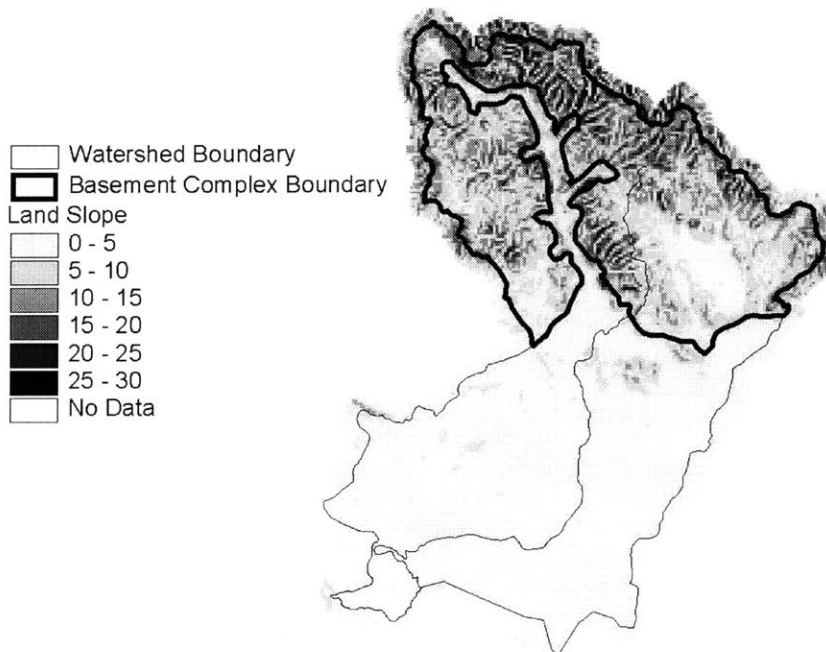 Watershed Boundary
Basement Complex Boundary
Land Slope
0 - 5
5 - 10
10 - 15
15 - 20
20 - 25
25 - 30
No Data